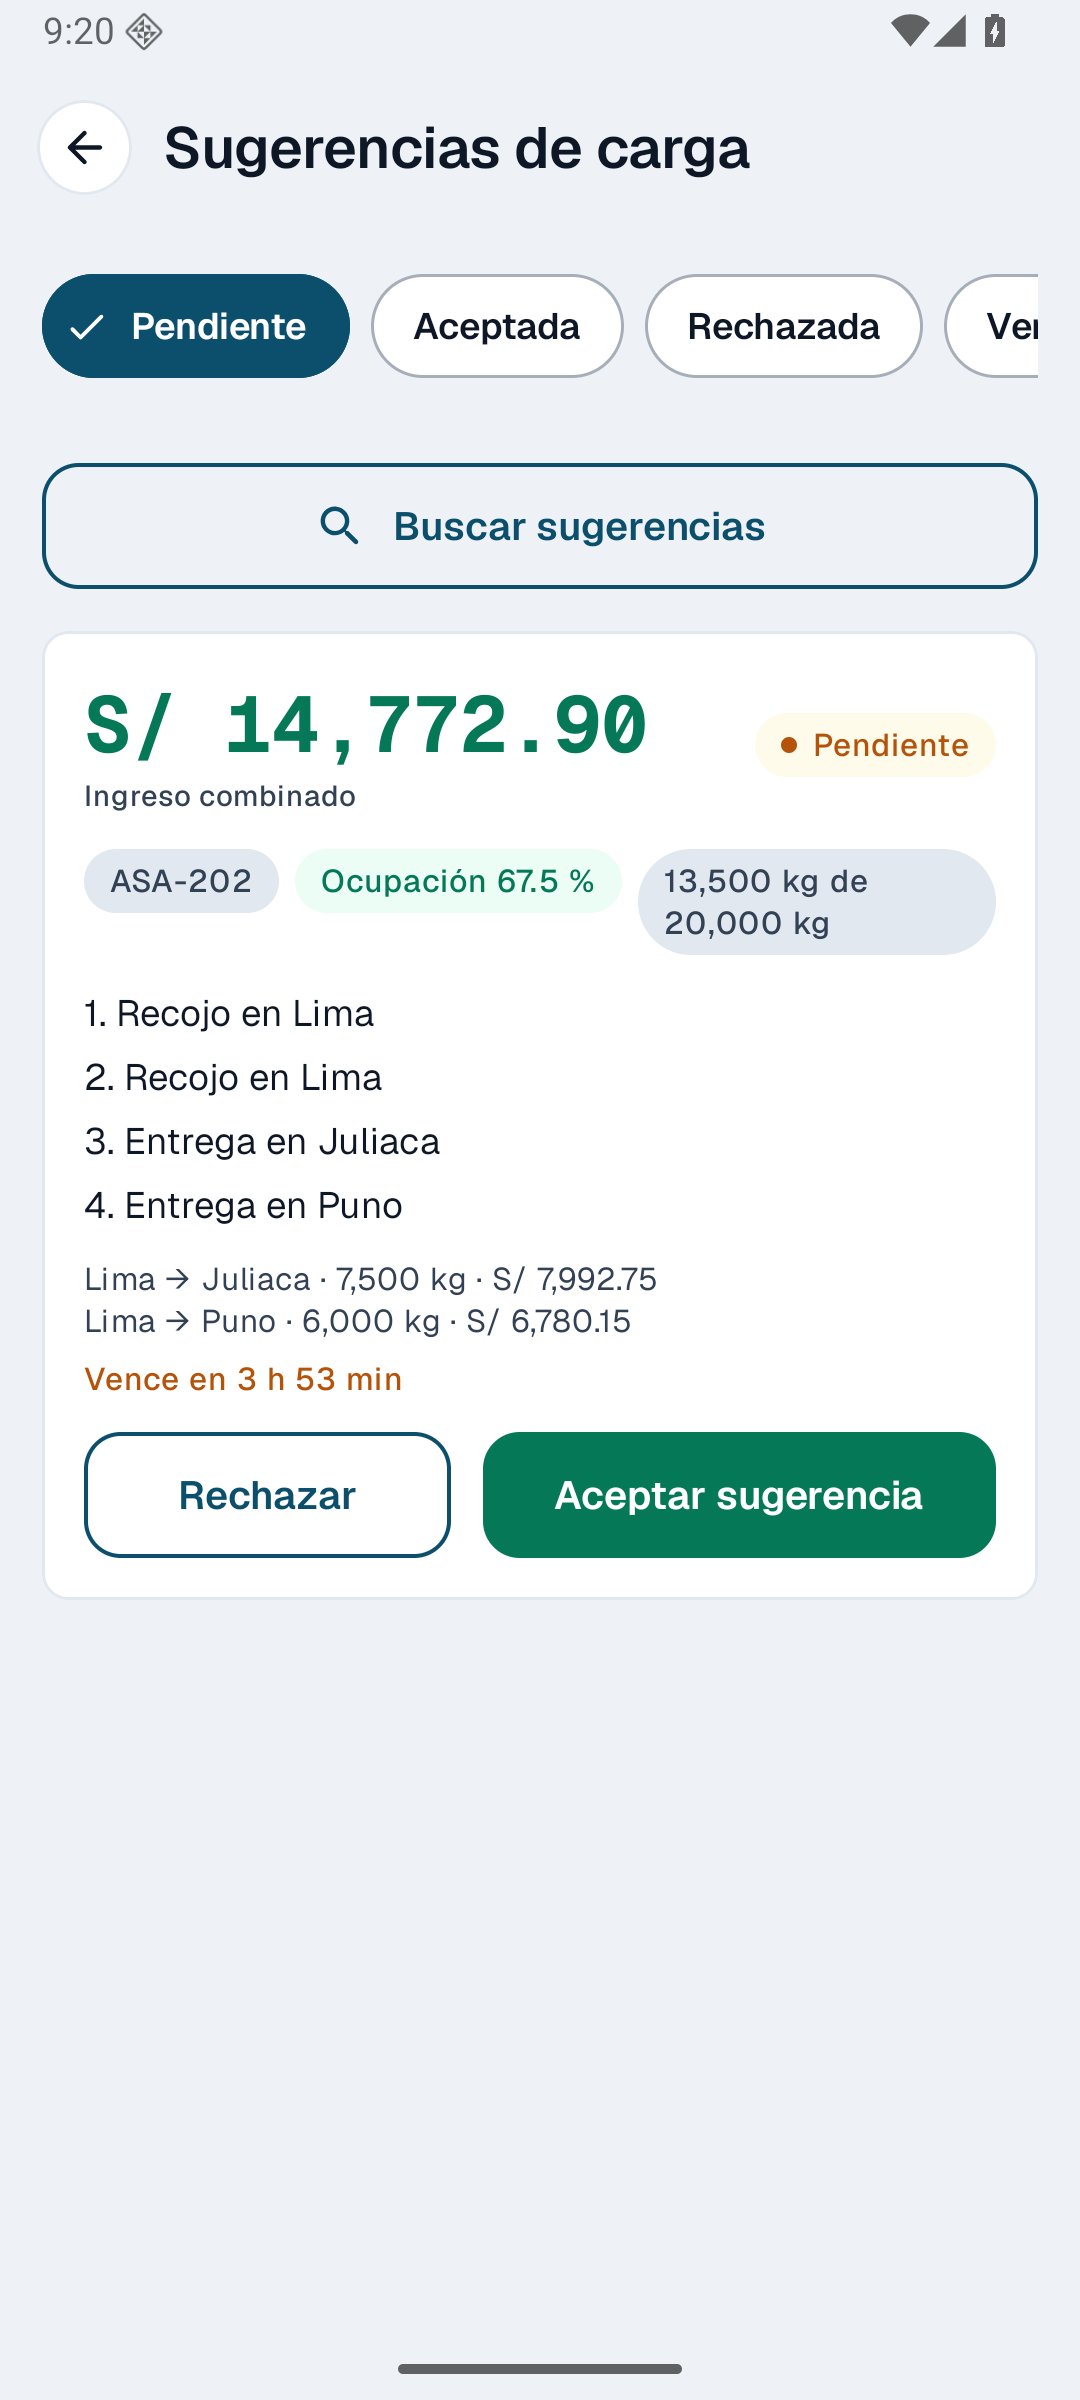 9:20
Sugerencias de carga
Pendiente
Aceptada
Rechazada
Ver
Buscar sugerencias
S/ 14,772.90
Pendiente
Ingreso combinado
ASA-202
Ocupación 67.5 %
13,500 kg de
20,000 kg
1. Recojo en Lima
2. Recojo en Lima
3. Entrega en Juliaca
4. Entrega en Puno
Lima → Juliaca · 7,500 kg · S/ 7,992.75
Lima → Puno · 6,000 kg · S/ 6,780.15
Vence en 3 h 53 min
Rechazar
Aceptar sugerencia